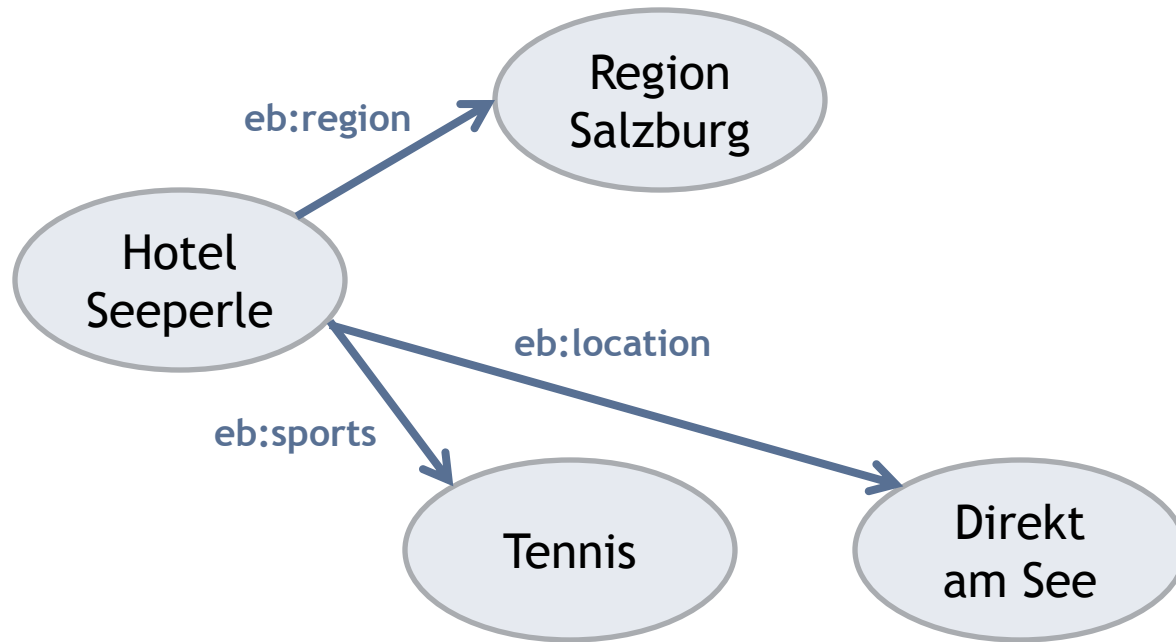 Region
Salzburg
eb:region
Hotel
Seeperle
eb:location
eb:sports
Tennis
Direkt
am See